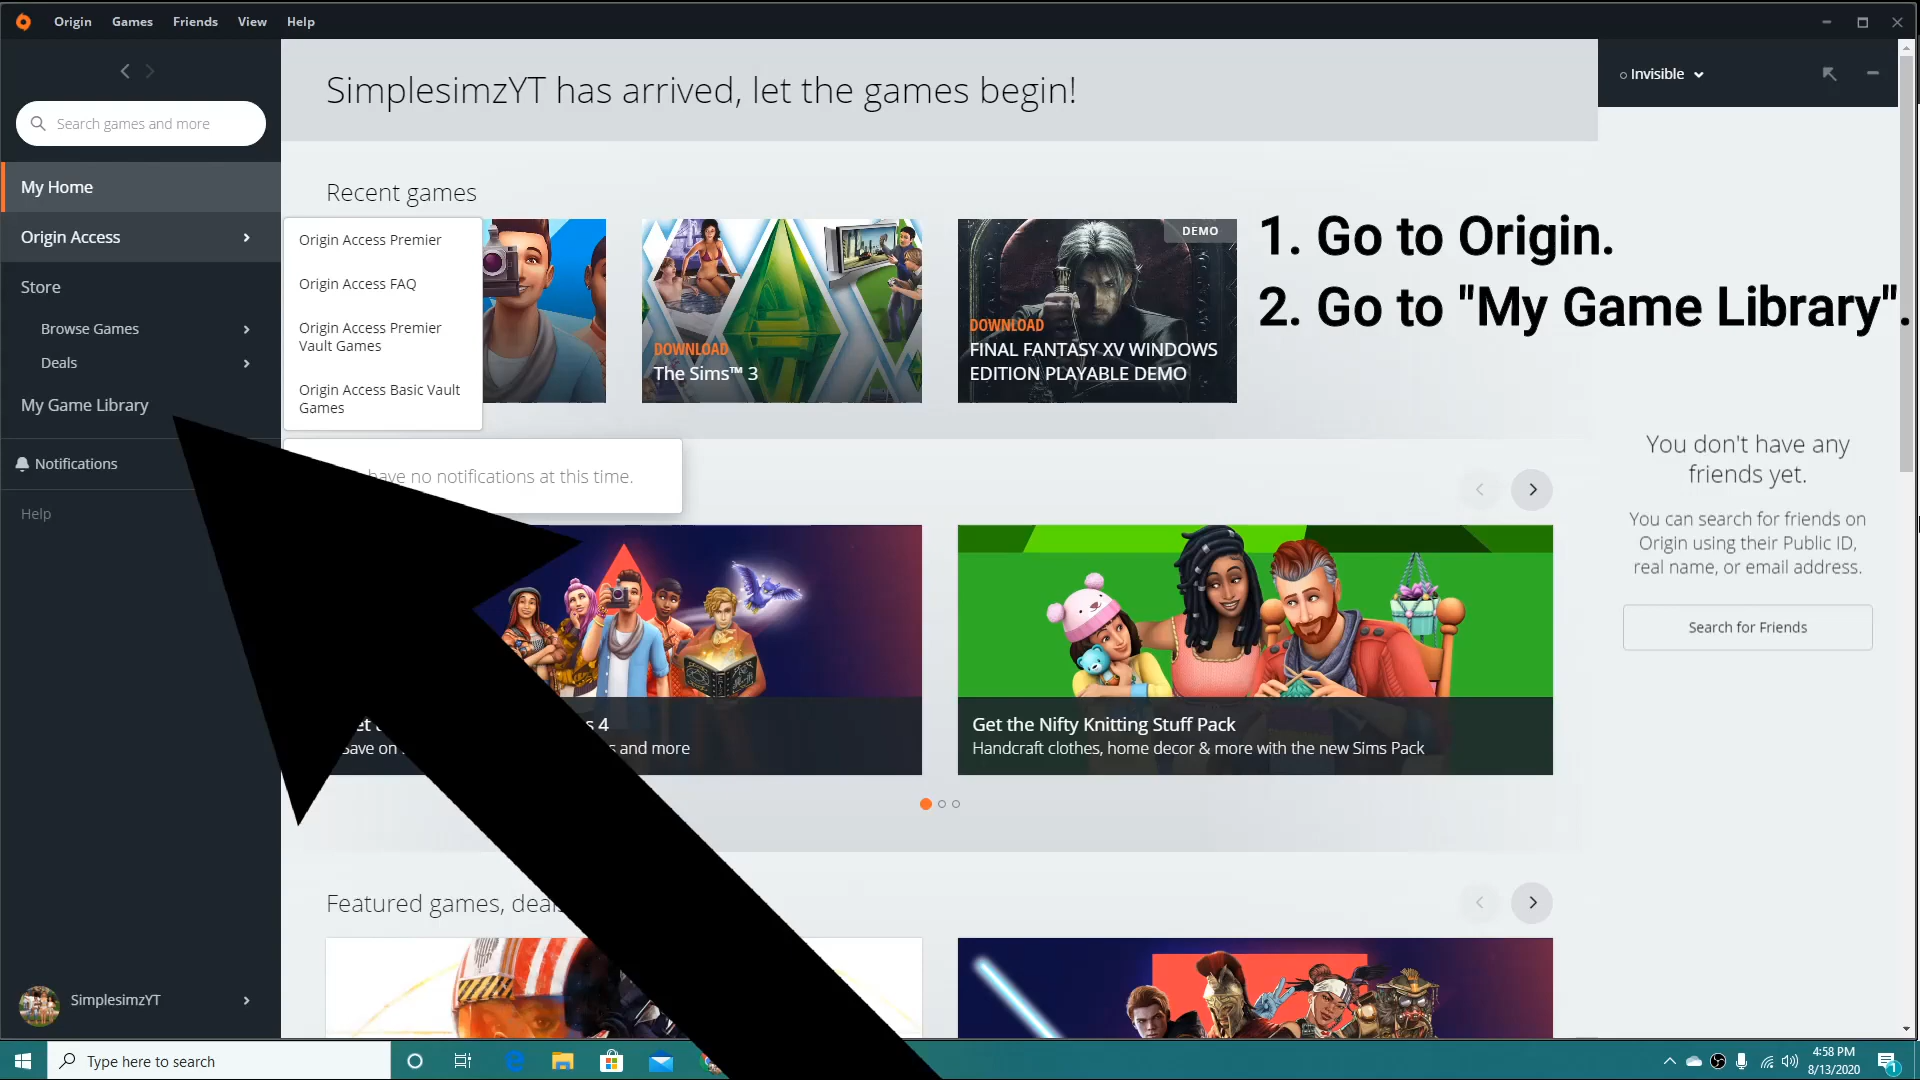 Origin Games Friends View Help
Search games and more
My Home
Origin Access
Store
Browse Games
Deals
My Game Library
Notifications
Help
SimplesimzYT
SimplesimzYT has arrived, let the games begin!
Recent games
Origin Access Premier
Origin Access FAQ
Origin Access Premier
Vault Games
Origin Access Basic Vault
Games
DOWNLOAD
The Sims™ 3
DEMO
DOWNLOAD
FINAL FANTASY XV WINDOWS
EDITION PLAYABLE DEMO
1. Go to Origin.
2. Go to "My Game Library".
have no notifications at this time.
4
Save on and more
Get the Nifty Knitting Stuff Pack
Handcraft clothes, home decor & more with the new Sims Pack
Featured games,
Invisible
You don't have any
friends yet.
You can search for friends on
Origin using their Public ID,
real name, or email address.
Search for Friends
Type here to search
4:58 PM
8/13/2020
1